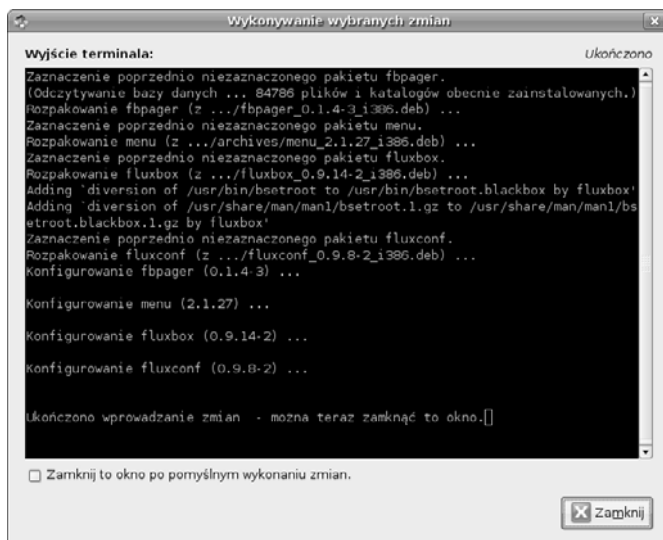 Wykonywanie wybranych zmian
Wyjście terminala:
Ukończono
Zaznaczenie poprzednio niezaznaczonego pakietu fbpager.
(Odczytywanie bazy danych ... 84786 plików i katalogów obecnie zainstalowanych.)
Rozpakowanie fbpager (z .../fbpager_0.1.4-3_i386.deb) ...
Zaznaczenie poprzednio niezaznaczonego pakietu menu.
Rozpakowanie menu (z .../archives/menu_2.1.27_i386.deb) ...
Zaznaczenie poprzednio niezaznaczonego pakietu fluxbox.
Rozpakowanie fluxbox (z .../fluxbox_0.9.14-2_i386.deb) ...
Adding `diversion of /usr/bin/bsetroot to /usr/bin/bsetroot.blackbox by fluxbox'
Adding `diversion of /usr/share/man/man1/bsetroot.1.gz to /usr/share/man/man1/bs
etroot.blackbox.1.gz by fluxbox'
Zaznaczenie poprzednio niezaznaczonego pakietu fluxconf.
Rozpakowanie fluxconf (z .../fluxconf_0.9.8-2_i386.deb) ...
Konfigurowanie fbpager (0.1.4-3) ...
Konfigurowanie menu (2.1.27) ...
Konfigurowanie fluxbox (0.9.14-2) ...
Konfigurowanie fluxconf (0.9.8-2) ...
Ukończono wprowadzanie zmian - mozna teraz zamknąć to okno.
Zamknij to okno po pomyślnym wykonaniu zmian.
Zamknij